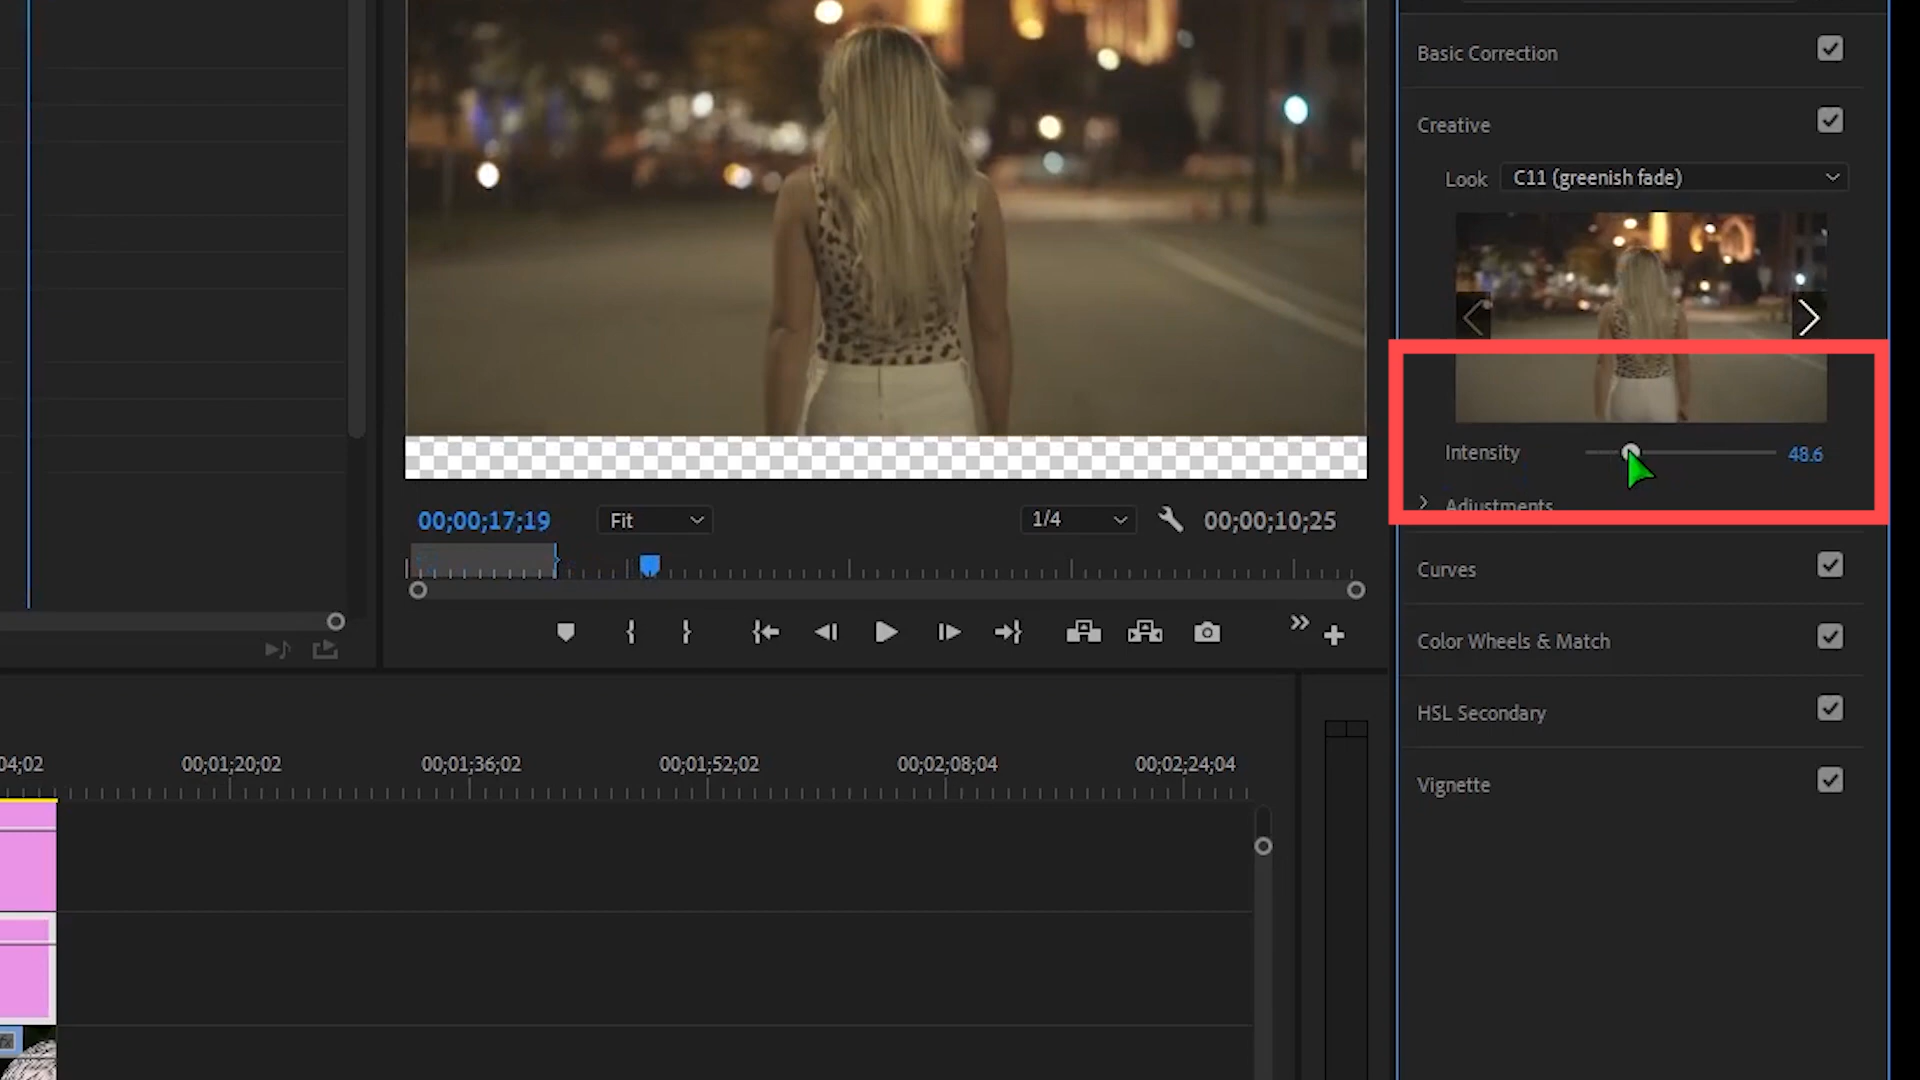 Basic Correction
Creative
Look C11 (greenish fade)
Intensity 48.6
Adjustments
00;00;17;19 Fit 1/4 00;00;10;25
Curves
Color Wheels & Match
HSL Secondary
Vignette
04;02 00;01;20;02 00;01;36;02 00;01;52;02 00;02;08;04 00;02;24;04
fx